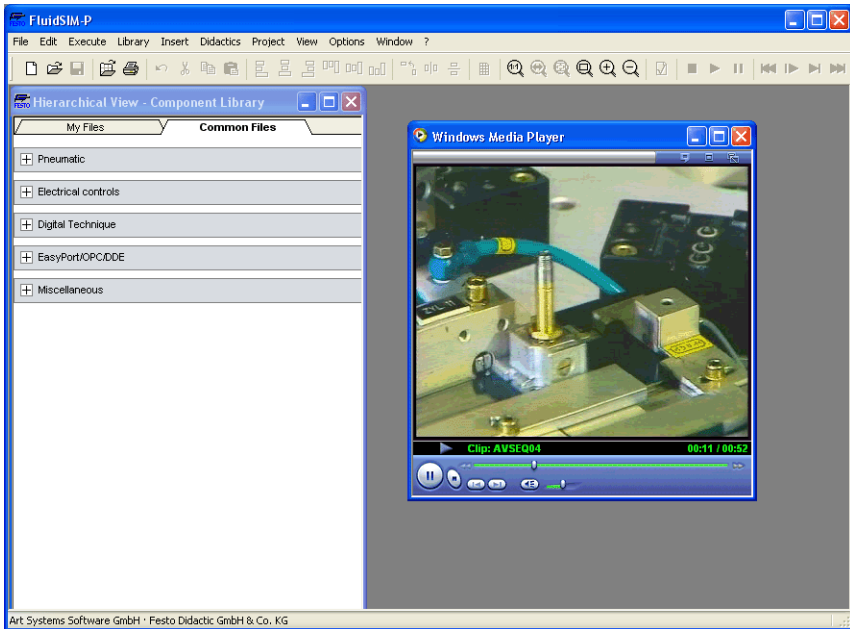 FluidSIM-P
File Edit Execute Library Insert Didactics Project View Options Window ?
Hierarchical View - Component Library
My Files Common Files
Pneumatic
Electrical controls
Digital Technique
EasyPort/OPC/DDE
Miscellaneous
Windows Media Player
ZYL 11
Clip: AVSEQ04 00:11 / 00:52
Art Systems Software GmbH · Festo Didactic GmbH & Co. KG